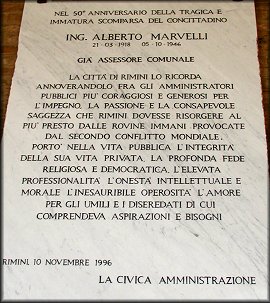 NEL 50° ANNIVERSARIO DELLA TRAGICA E
IMMATURA SCOMPARSA DEL CONCITTADINO
ING. ALBERTO MARVELLI
21-03-1918 05-10-1946
GIÀ ASSESSORE COMUNALE
LA CITTÀ DI RIMINI LO RICORDA
ANNOVERANDOLO FRA GLI AMMINISTRATORI
PUBBLICI PIU' CORAGGIOSI E GENEROSI PER
L'IMPEGNO, LA PASSIONE E LA CONSAPEVOLE
SAGGEZZA CHE RIMINI DOVESSE RISORGERE AL
PIU' PRESTO DALLE ROVINE IMMANI PROVOCATE
DAL SECONDO CONFLITTO MONDIALE.
PORTO' NELLA VITA PUBBLICA L'INTEGRITÀ
DELLA SUA VITA PRIVATA, LA PROFONDA FEDE
RELIGIOSA E DEMOCRATICA, L'ELEVATA
PROFESSIONALITÀ L'ONESTÀ INTELLETTUALE E
MORALE L'INESAURIBILE OPEROSITÀ L'AMORE
PER GLI UMILI E I DISEREDATI DI CUI
COMPRENDEVA ASPIRAZIONI E BISOGNI
RIMINI, 10 NOVEMBRE 1996
LA CIVICA AMMINISTRAZIONE